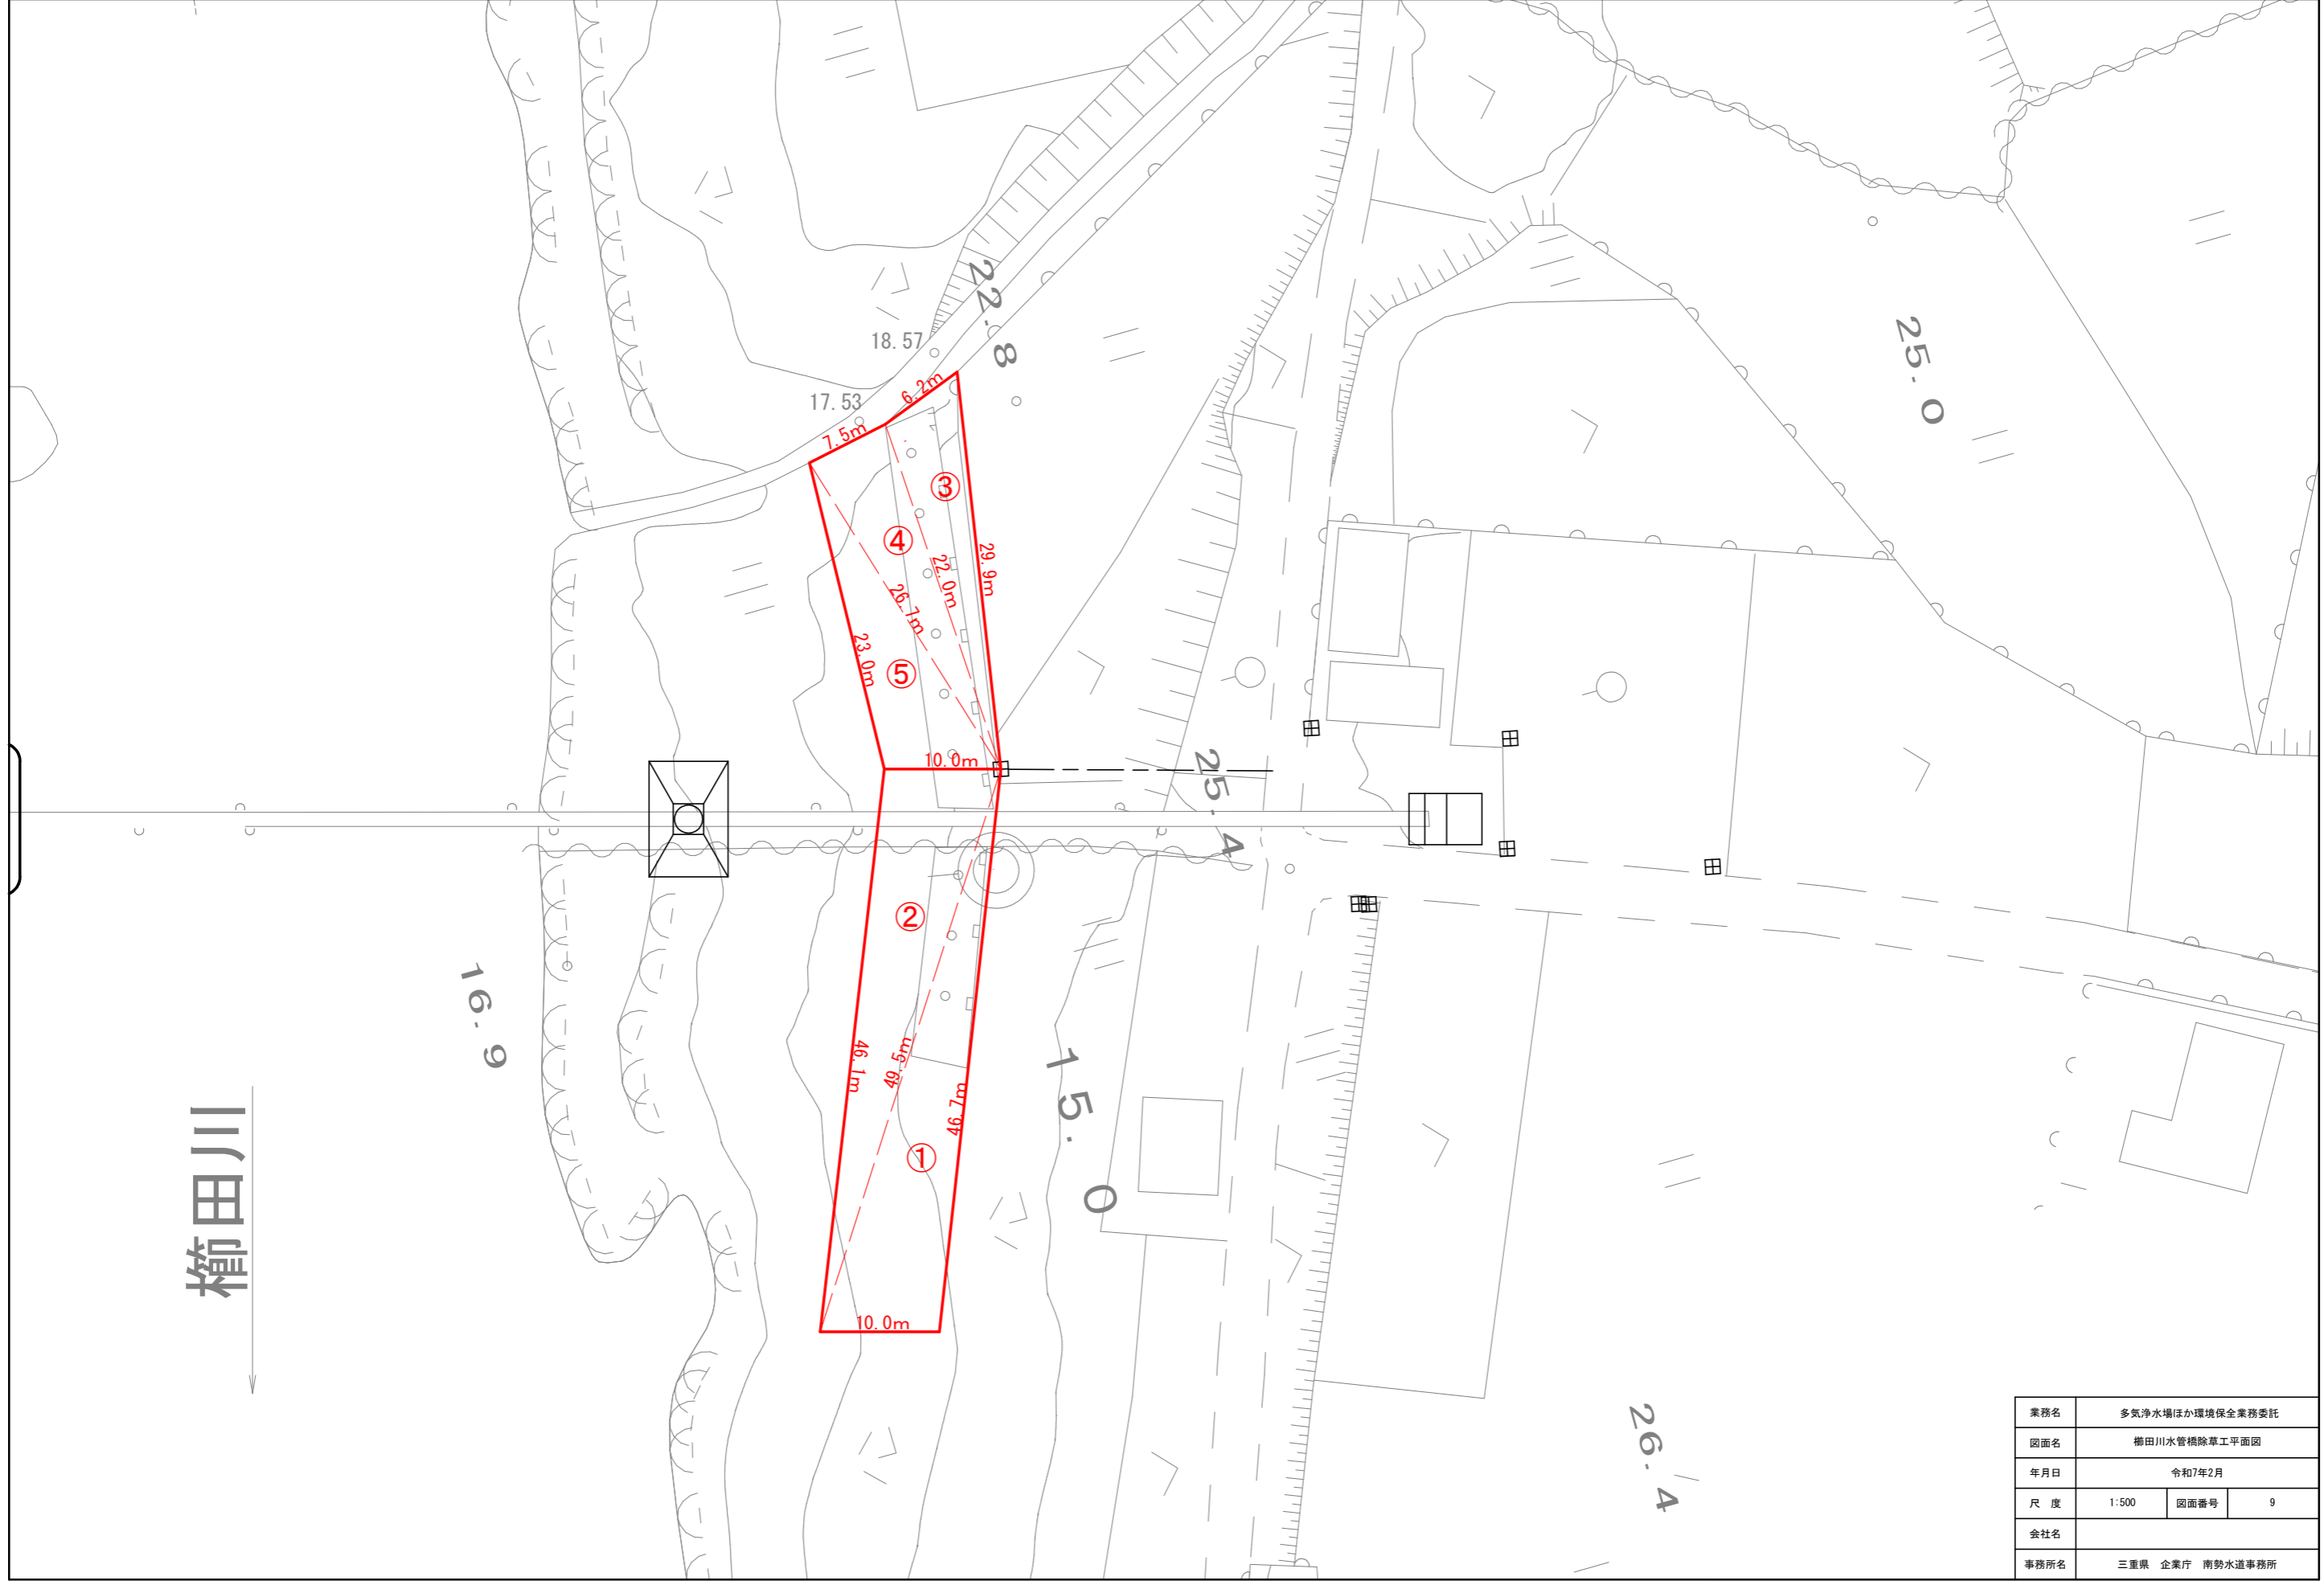 22.8
18.57
6.2m
17.53
7.5m
25.0
③
④
29.9m
22.0m
26.7m
23.0m
⑤
10.0m
25.4
②
16.9
46.1m
49.5m
15.0
46.7m
①
櫛田川
10.0m
26.4
業務名 多気浄水場ほか環境保全業務委託
図面名 櫛田川水管橋除草工平面図
年月日 令和7年2月
尺 度 1:500 図面番号 9
会社名
事務所名 三重県 企業庁 南勢水道事務所